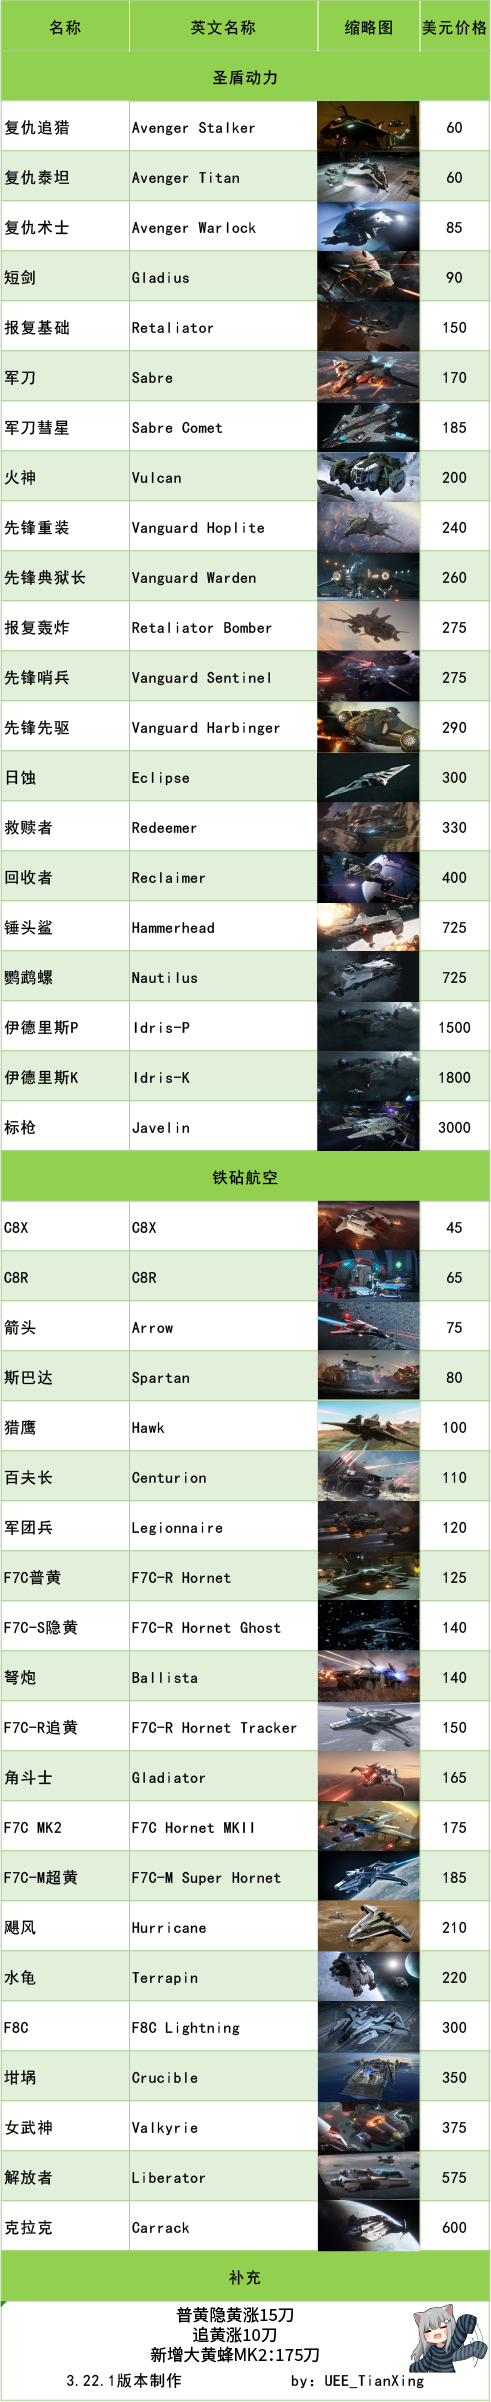 名称 英文名称 缩略图 美元价格
圣盾动力
复仇追猎 Avenger Stalker 60
复仇泰坦 Avenger Titan 60
复仇术士 Avenger Warlock 85
短剑 Gladius 90
报复基础 Retaliator 150
军刀 Sabre 170
军刀彗星 Sabre Comet 185
火神 Vulcan 200
先锋重装 Vanguard Hoplite 240
先锋典狱长 Vanguard Warden 260
报复轰炸 Retaliator Bomber 275
先锋哨兵 Vanguard Sentinel 275
先锋先驱 Vanguard Harbinger 290
日蚀 Eclipse 300
救赎者 Redeemer 330
回收者 Reclaimer 400
锤头鲨 Hammerhead 725
鹦鹉螺 Nautilus 725
伊德里斯P Idris-P 1500
伊德里斯K Idris-K 1800
标枪 Javelin 3000
铁砧航空
C8X C8X 45
C8R C8R 65
箭头 Arrow 75
斯巴达 Spartan 80
猎鹰 Hawk 100
百夫长 Centurion 110
军团兵 Legionnaire 120
F7C普黄 F7C-R Hornet 125
F7C-S隐黄 F7C-R Hornet Ghost 140
弩炮 Ballista 140
F7C-R追黄 F7C-R Hornet Tracker 150
角斗士 Gladiator 165
F7C MK2 F7C Hornet MKII 175
F7C-M超黄 F7C-M Super Hornet 185
飓风 Hurricane 210
水龟 Terrapin 220
F8C F8C Lightning 300
坩埚 Crucible 350
女武神 Valkyrie 375
解放者 Liberator 575
克拉克 Carrack 600
补充
普黄隐黄涨15刀
追黄涨10刀
新增大黄蜂MK2:175刀
3.22.1版本制作 by: UEE_TianXing